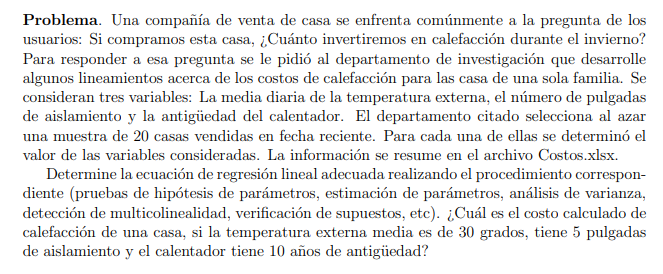 Problema. Una compañía de venta de casa se enfrenta comúnmente a la pregunta de los
usuarios: Si compramos esta casa, ¿Cuánto invertiremos en calefacción durante el invierno?
Para responder a esa pregunta se le pidió al departamento de investigación que desarrolle
algunos lineamientos acerca de los costos de calefacción para las casa de una sola familia. Se
consideran tres variables: La media diaria de la temperatura externa, el número de pulgadas
de aislamiento y la antigüedad del calentador. El departamento citado selecciona al azar
una muestra de 20 casas vendidas en fecha reciente. Para cada una de ellas se determinó el
valor de las variables consideradas. La información se resume en el archivo Costos.xlsx.
Determine la ecuación de regresión lineal adecuada realizando el procedimiento correspon-
diente (pruebas de hipótesis de parámetros, estimación de parámetros, análisis de varianza,
detección de multicolinealidad, verificación de supuestos, etc). ¿Cuál es el costo calculado de
calefacción de una casa, si la temperatura externa media es de 30 grados, tiene 5 pulgadas
de aislamiento y el calentador tiene 10 años de antigüedad?